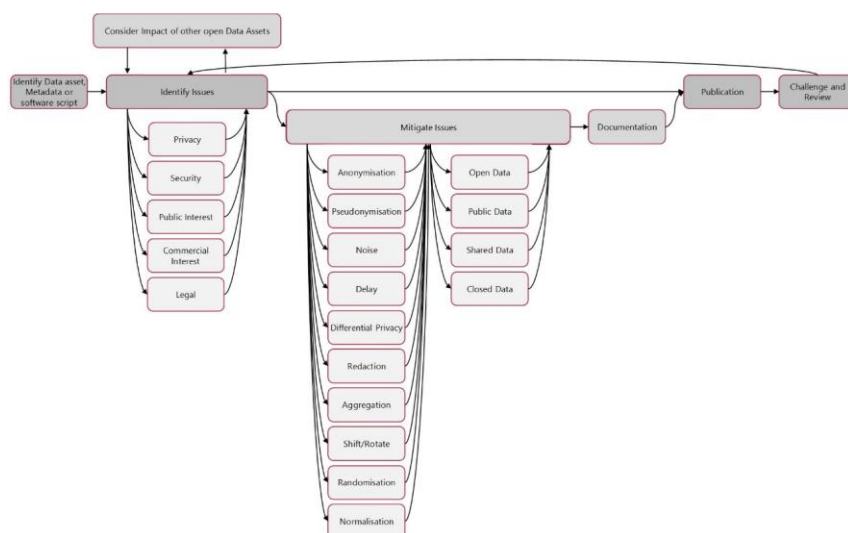 Consider Impact of other open Data Assets
Identify Data asset,
Metadata or
software script
Identify Issues
Publication
Challenge and
Review
Mitigate Issues
Documentation
Privacy
Security
Public Interest
Commercial
Interest
Legal
Anonymisation
Pseudonymisation
Noise
Delay
Differential Privacy
Redaction
Aggregation
Shift/Rotate
Randomisation
Normalisation
Open Data
Public Data
Shared Data
Closed Data